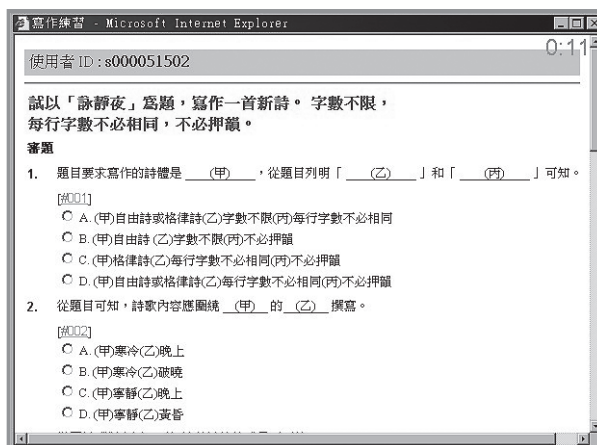 寫作練習 - Microsoft Internet Explorer
0:11
使用者 ID : s000051502
試以「詠靜夜」為題，寫作一首新詩。 字數不限，
每行字數不必相同，不必押韻。
審題
1. 題目要求寫作的詩體是 (甲) ，從題目列明「 (乙) 」和「 (丙) 」可知。
[#001]
A. (甲)自由詩或格律詩(乙)字數不限(丙)每行字數不必相同
B. (甲)自由詩 (乙)字數不限(丙)不必押韻
C. (甲)格律詩(乙)每行字數不必相同(丙)不必押韻
D. (甲)自由詩或格律詩(乙)每行字數不必相同(丙)不必押韻
2. 從題目可知，詩歌內容應圍繞 (甲) 的 (乙) 撰寫。
[#002]
A. (甲)寒冷(乙)晚上
B. (甲)寒冷(乙)破曉
C. (甲)寧靜(乙)晚上
D. (甲)寧靜(乙)黃昏